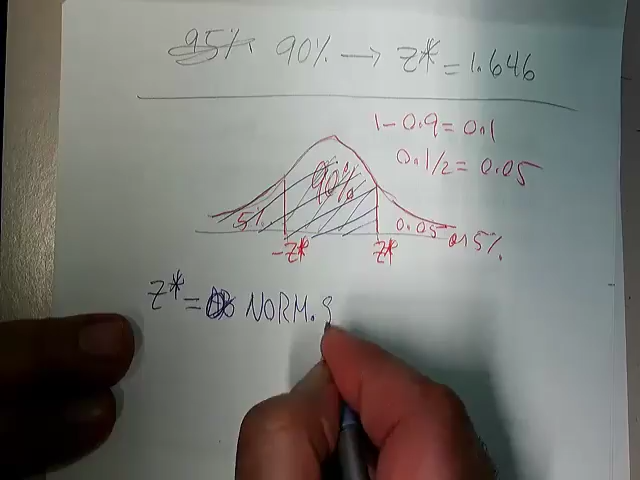 95% 90% → Z* = 1.646
1 - 0.9 = 0.1
0.1/2 = 0.05
90%
5% 0.05 or 5%
-Z* Z*
Z* = NORM. S